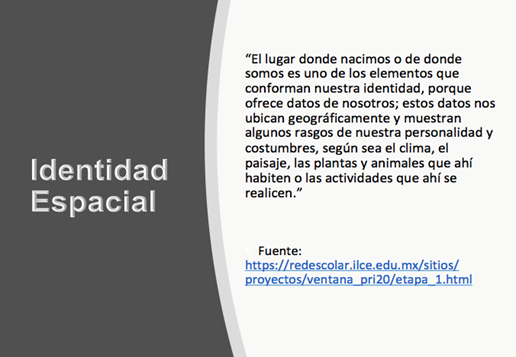 Identidad
Espacial
“El lugar donde nacimos o de donde
somos es uno de los elementos que
conforman nuestra identidad, porque
ofrece datos de nosotros; estos datos nos
ubican geográficamente y muestran
algunos rasgos de nuestra personalidad y
costumbres, según sea el clima, el
paisaje, las plantas y animales que ahí
habiten o las actividades que ahí se
realicen.”
Fuente:
https://redescolar.ilce.edu.mx/sitios/
proyectos/ventana_pri20/etapa_1.html